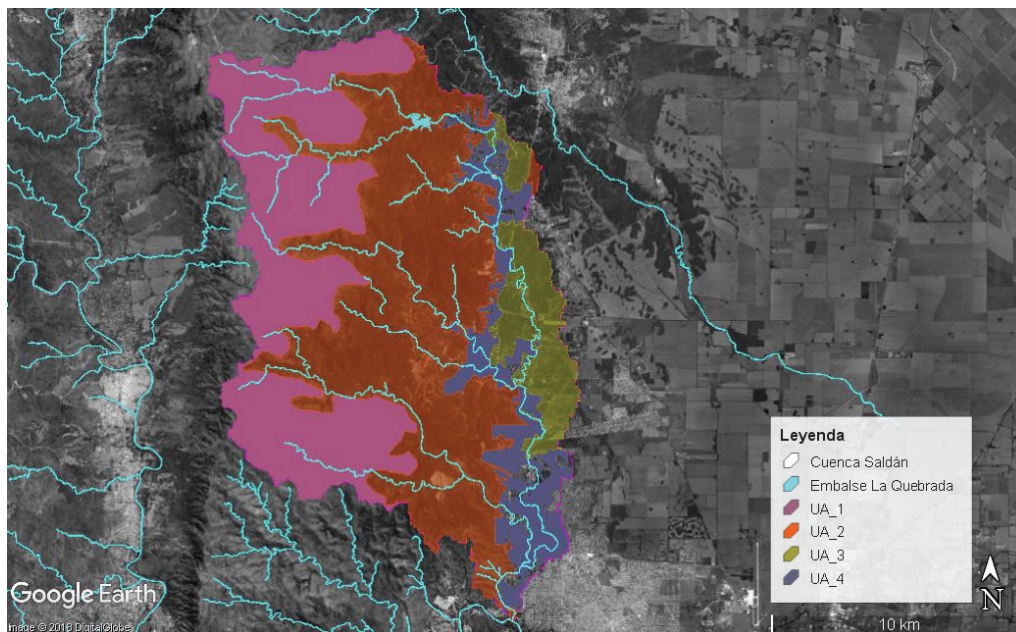 Leyenda
Cuenca Saldán
Embalse La Quebrada
UA_1
UA_2
UA_3
UA_4
Google Earth
N
Image © 2018 DigitalGlobe
10 km